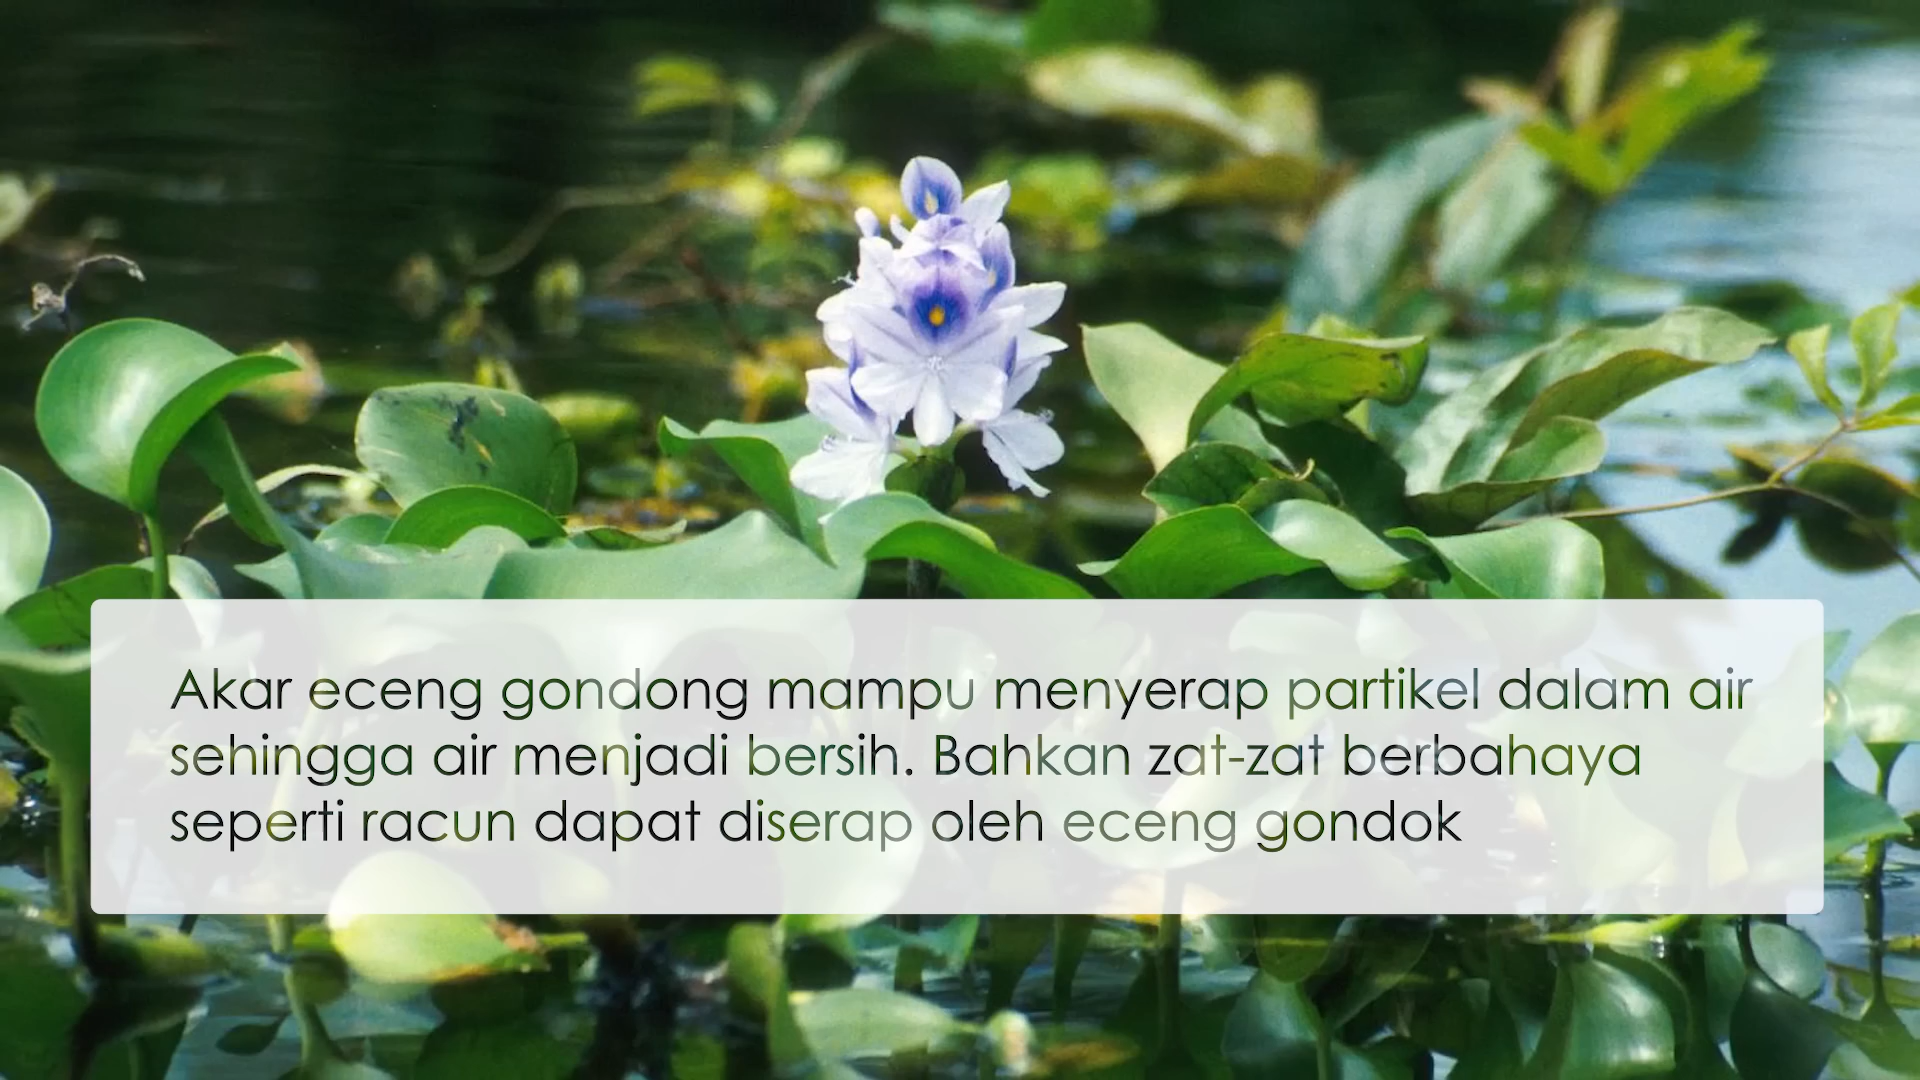 Akar eceng gondong mampu menyerap partikel dalam air
sehingga air menjadi bersih. Bahkan zat-zat berbahaya
seperti racun dapat diserap oleh eceng gondok